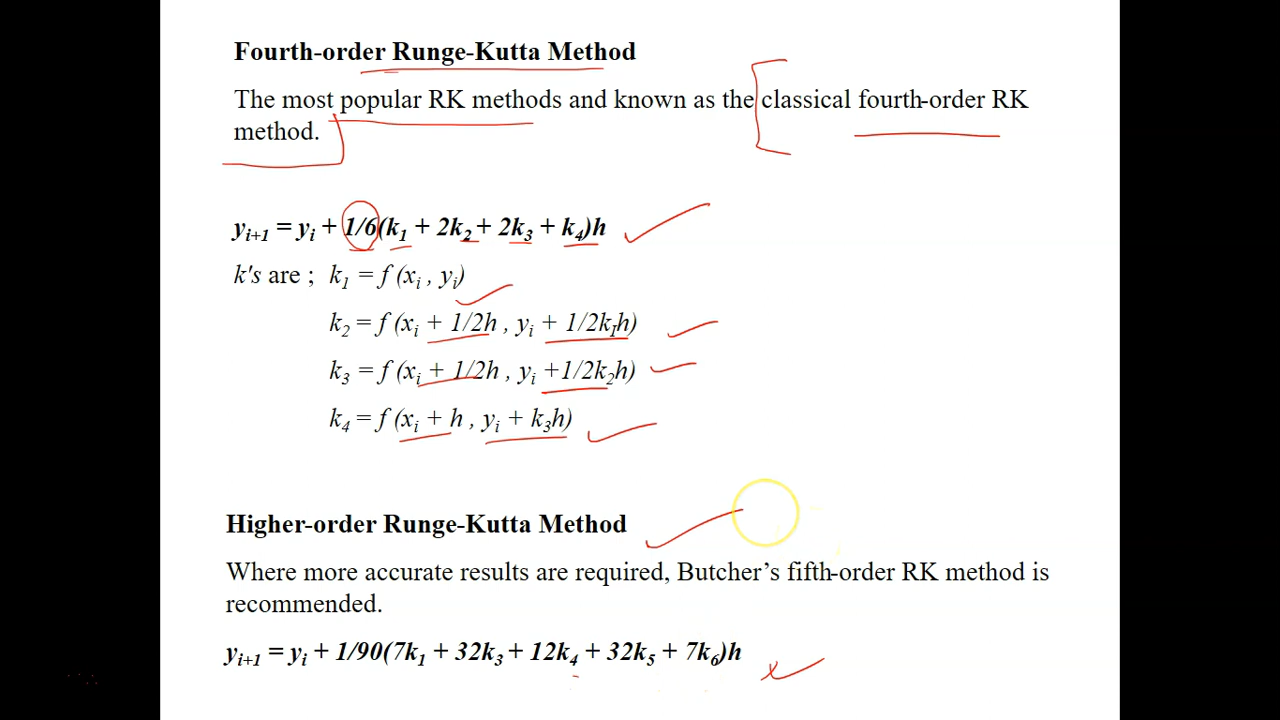 Fourth-order Runge-Kutta Method
The most popular RK methods and known as the classical fourth-order RK
method.
yᵢ₊₁ = yᵢ + 1/6(k₁ + 2k₂ + 2k₃ + k₄)h
k's are ; k₁ = f (xᵢ , yᵢ)
k₂ = f (xᵢ + 1/2h , yᵢ + 1/2k₁h)
k₃ = f (xᵢ + 1/2h , yᵢ +1/2k₂h)
k₄ = f (xᵢ + h , yᵢ + k₃h)
Higher-order Runge-Kutta Method
Where more accurate results are required, Butcher’s fifth-order RK method is
recommended.
yᵢ₊₁ = yᵢ + 1/90(7k₁ + 32k₃ + 12k₄ + 32k₅ + 7k₆)h